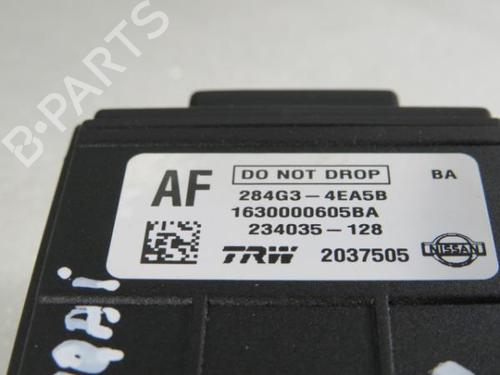 B-PARTS
AF
DO NOT DROP
BA
284G3-4EA5B
1630000605BA
234035-128
TRW 2037505 NISSAN